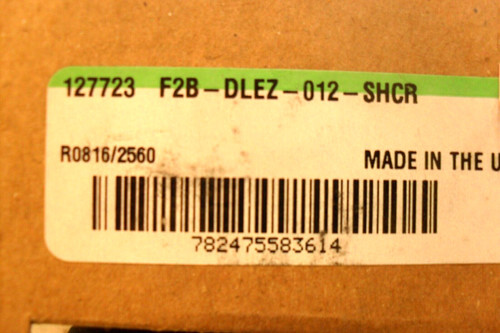 127723 F2B-DLEZ-012-SHCR
R0816/2560 MADE IN THE U
782475583614